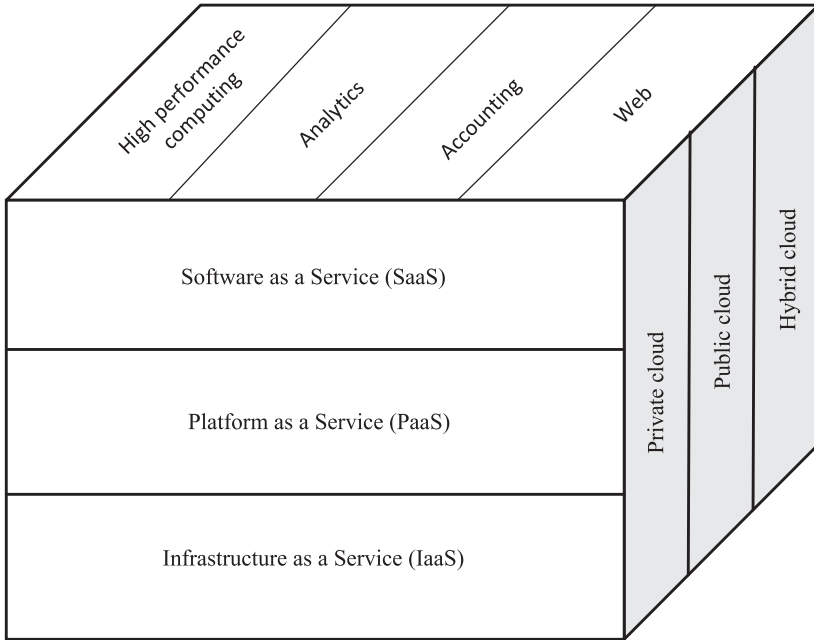 High performance
computing
Analytics
Accounting
Web
Software as a Service (SaaS)
Platform as a Service (PaaS)
Infrastructure as a Service (IaaS)
Private cloud
Public cloud
Hybrid cloud